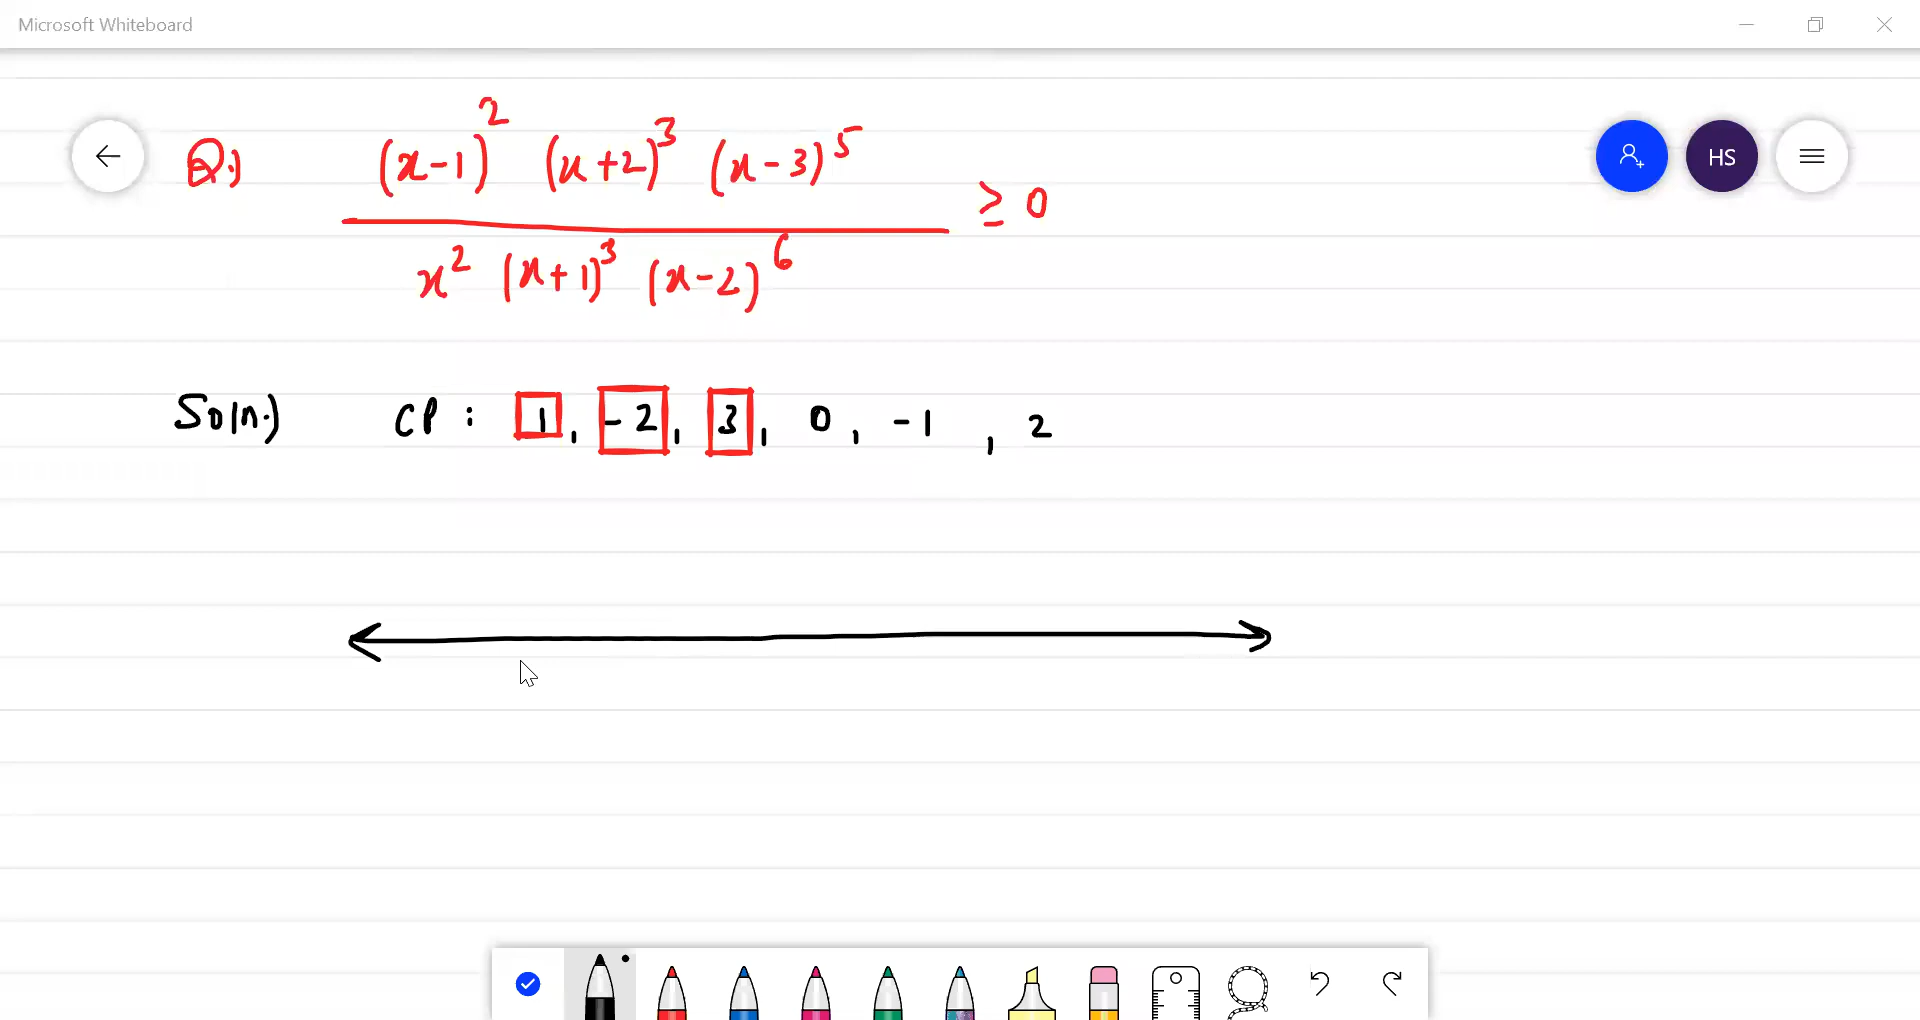 Microsoft Whiteboard
Q.) (x-1)² (x+2)³ (x-3)⁵ / x² (x+1)³ (x-2)⁶ ≥ 0
HS
Soln.) CP : 1, -2, 3, 0, -1, 2